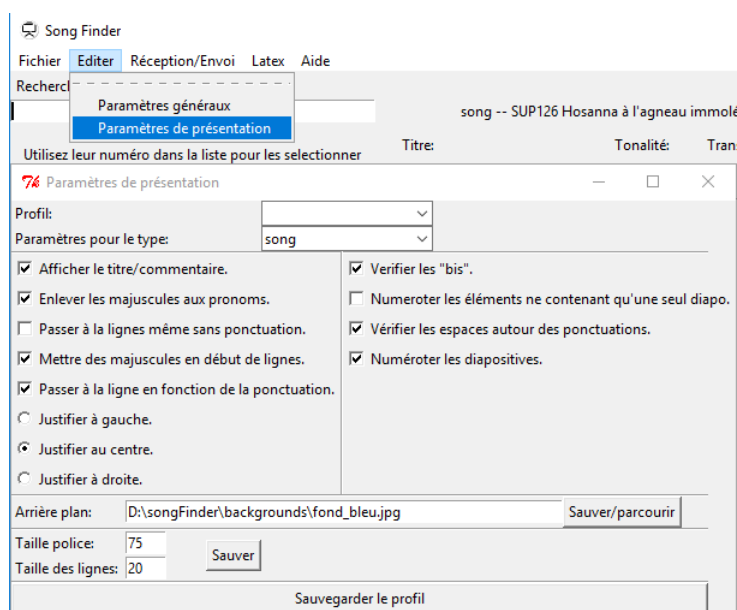 Song Finder
Fichier Editer Réception/Envoi Latex Aide
Paramètres généraux
song -- SUP126 Hosanna à l'agneau immolé
Paramètres de présentation
Utilisez leur numéro dans la liste pour les selectionner Titre: Tonalité:
Paramètres de présentation
Profil:
Paramètres pour le type: song
Afficher le titre/commentaire. Verifier les "bis".
Enlever les majuscules aux pronoms. Numeroter les éléments ne contenant qu'une seul diapo.
Passer à la lignes même sans ponctuation. Vérifier les espaces autour des ponctuations.
Mettre des majuscules en début de lignes. Numéroter les diapositives.
Passer à la ligne en fonction de la ponctuation.
Justifier à gauche.
Justifier au centre.
Justifier à droite.
Arrière plan: D:\songFinder\backgrounds\fond_bleu.jpg Sauver/parcourir
Taille police: 75 Sauver
Taille des lignes: 20
Sauvegarder le profil